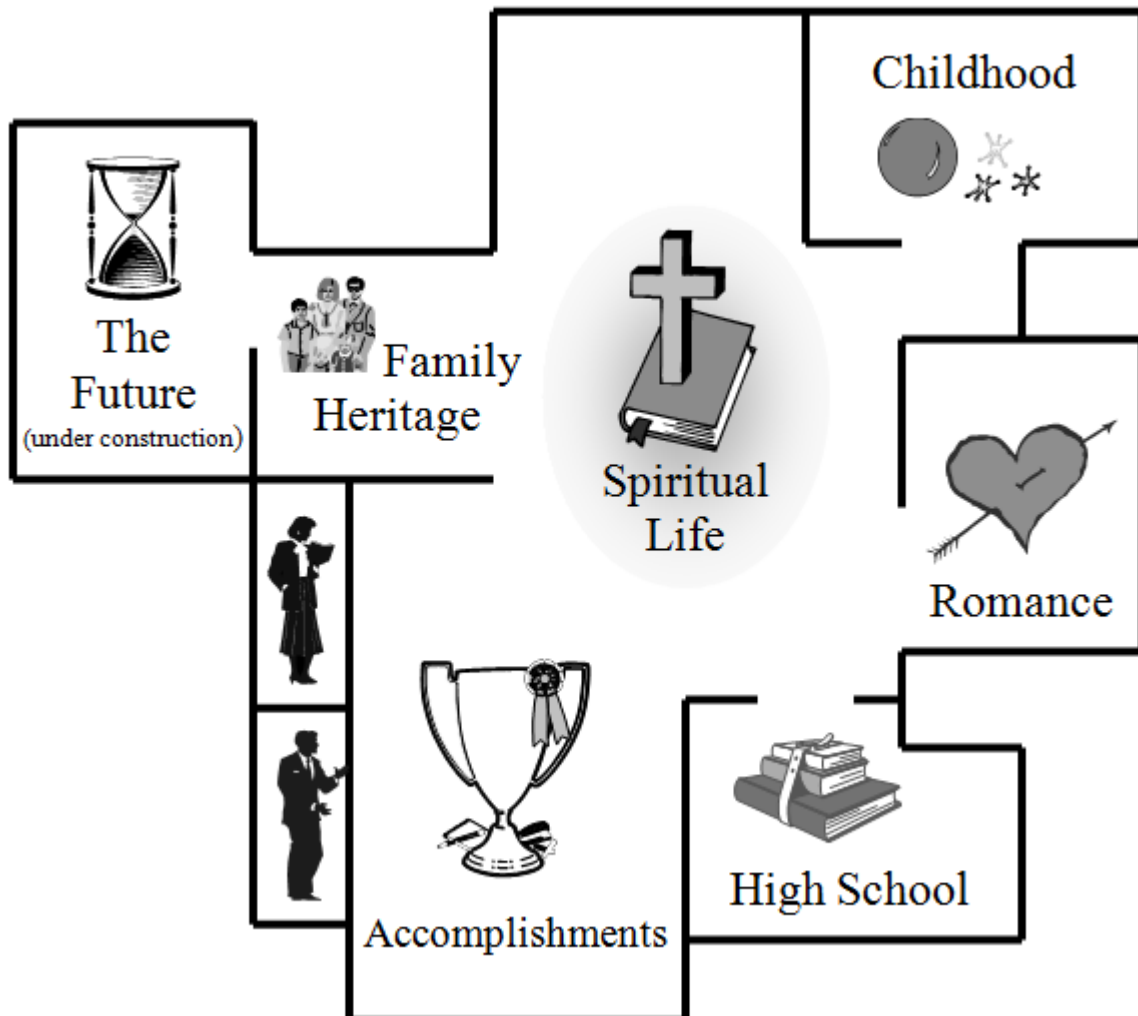 Childhood
The
Future
(under construction)
Family
Heritage
Spiritual
Life
Romance
High School
Accomplishments